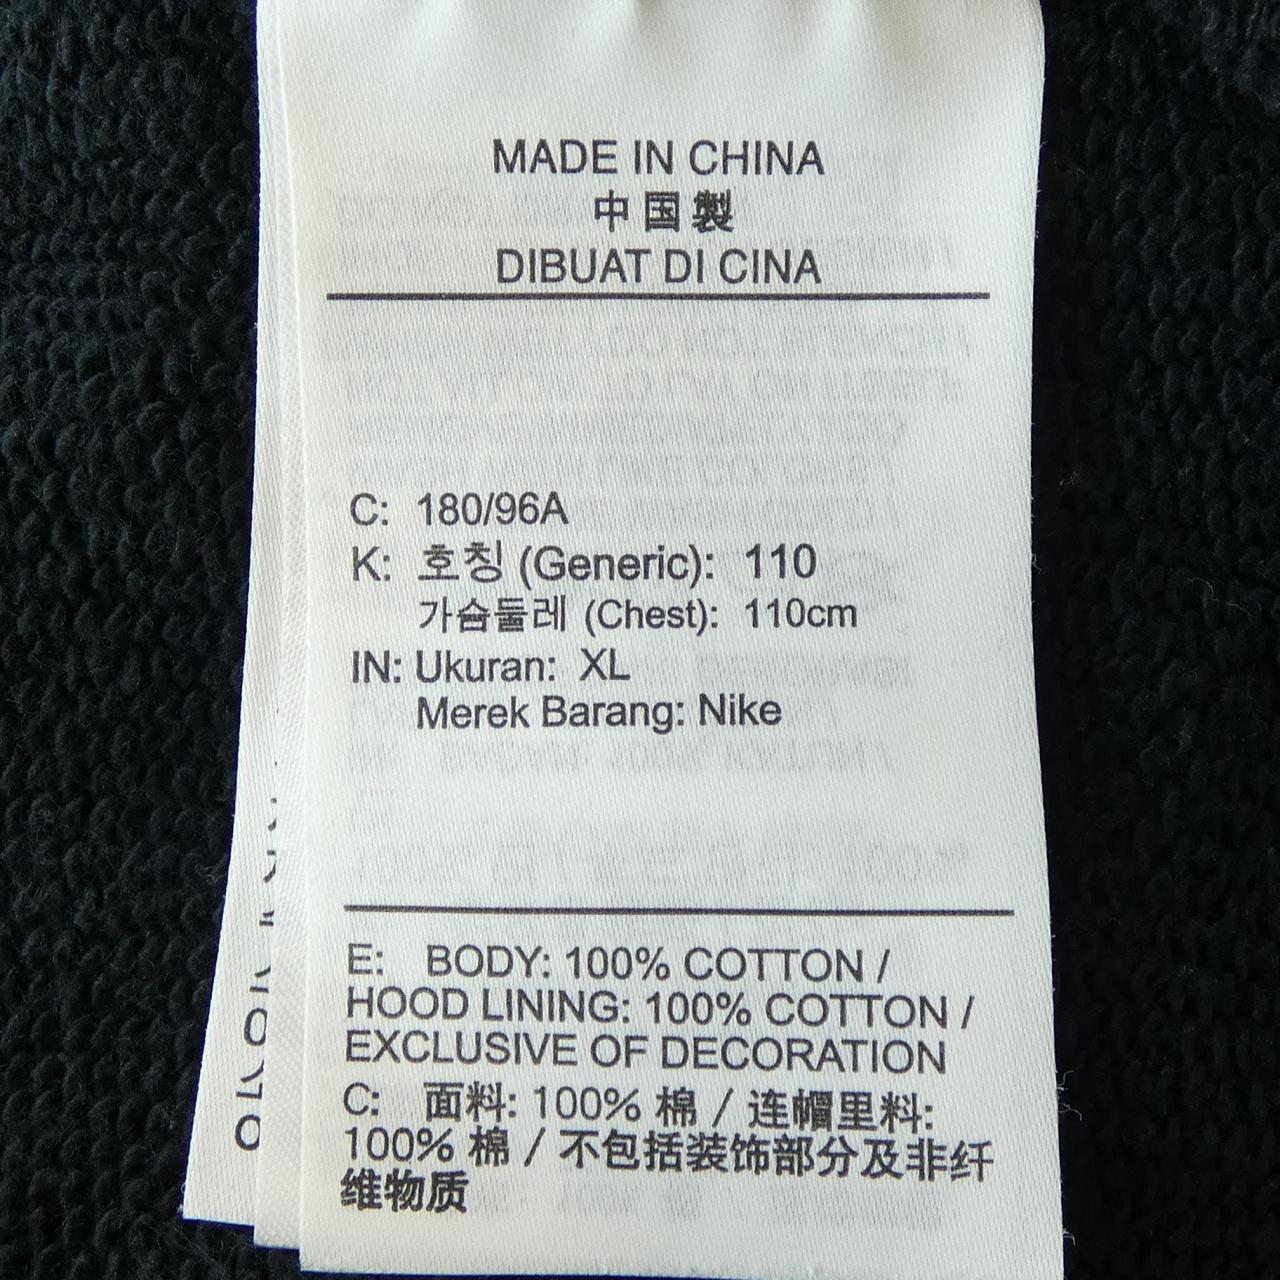 MADE IN CHINA
中国製
DIBUAT DI CINA
C: 180/96A
K: 호칭 (Generic): 110
가슴둘레 (Chest): 110cm
IN: Ukuran: XL
Merek Barang: Nike
E: BODY: 100% COTTON /
HOOD LINING: 100% COTTON /
EXCLUSIVE OF DECORATION
C: 面料: 100% 棉 / 连帽里料:
100% 棉 / 不包括装饰部分及非纤
维物质